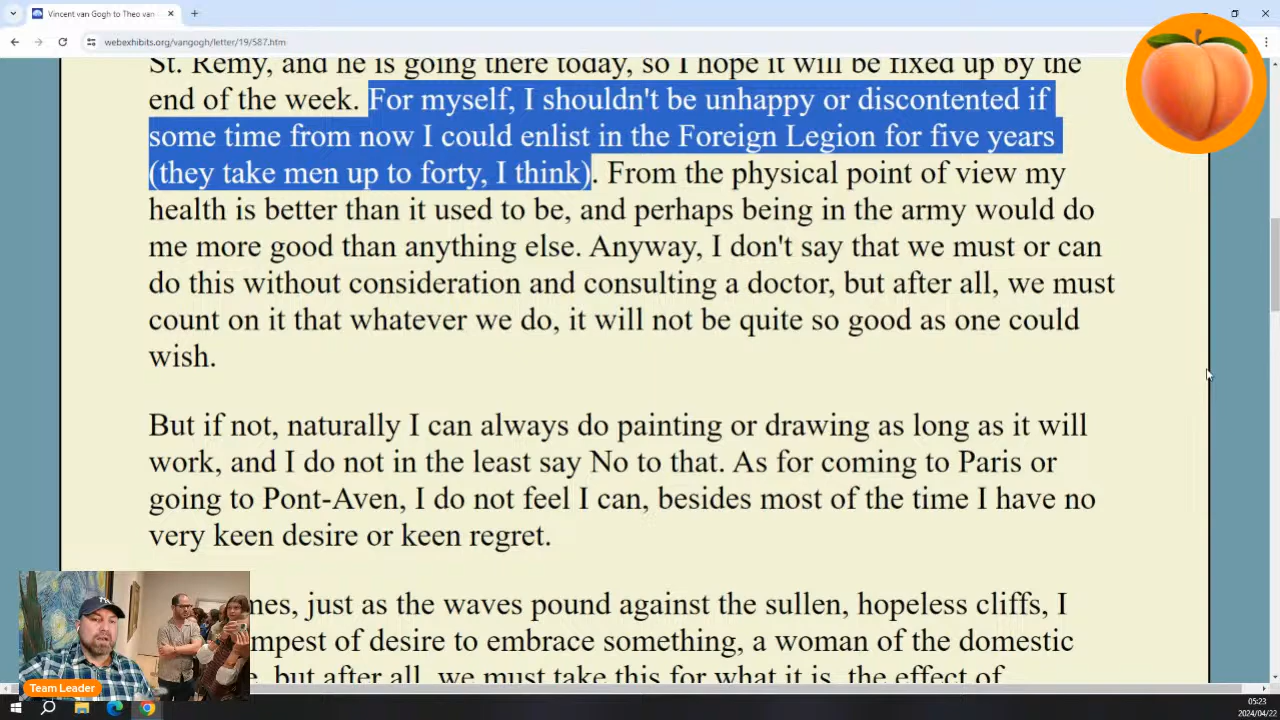 Vincent van Gogh to Theo van
webexhibits.org/vangogh/letter/19/587.htm
St. Remy, and he is going there today, so I hope it will be fixed up by the
end of the week. For myself, I shouldn't be unhappy or discontented if
some time from now I could enlist in the Foreign Legion for five years
(they take men up to forty, I think). From the physical point of view my
health is better than it used to be, and perhaps being in the army would do
me more good than anything else. Anyway, I don't say that we must or can
do this without consideration and consulting a doctor, but after all, we must
count on it that whatever we do, it will not be quite so good as one could
wish.
But if not, naturally I can always do painting or drawing as long as it will
work, and I do not in the least say No to that. As for coming to Paris or
going to Pont-Aven, I do not feel I can, besides most of the time I have no
very keen desire or keen regret.
mes, just as the waves pound against the sullen, hopeless cliffs, I
mpest of desire to embrace something, a woman of the domestic
, but after all, we must take this for what it is, the effect of
Team Leader
05:23
2024/04/22